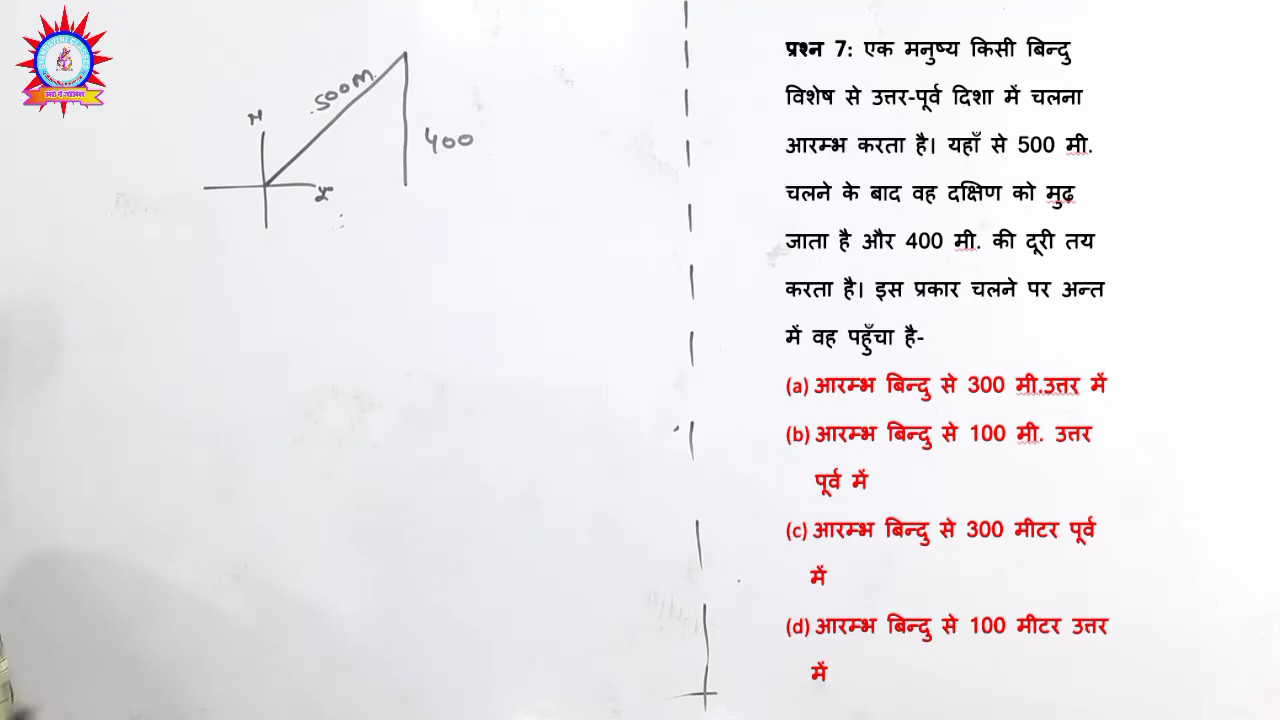 प्रश्न 7: एक मनुष्य किसी बिन्दु
विशेष से उत्तर-पूर्व दिशा में चलना
आरम्भ करता है। यहाँ से 500 मी.
चलने के बाद वह दक्षिण को मुढ़
जाता है और 400 मी. की दूरी तय
करता है। इस प्रकार चलने पर अन्त
में वह पहुँचा है-
(a) आरम्भ बिन्दु से 300 मी.उत्तर में
(b) आरम्भ बिन्दु से 100 मी. उत्तर
पूर्व में
(c) आरम्भ बिन्दु से 300 मीटर पूर्व
में
(d) आरम्भ बिन्दु से 100 मीटर उत्तर
में
500m
N
400